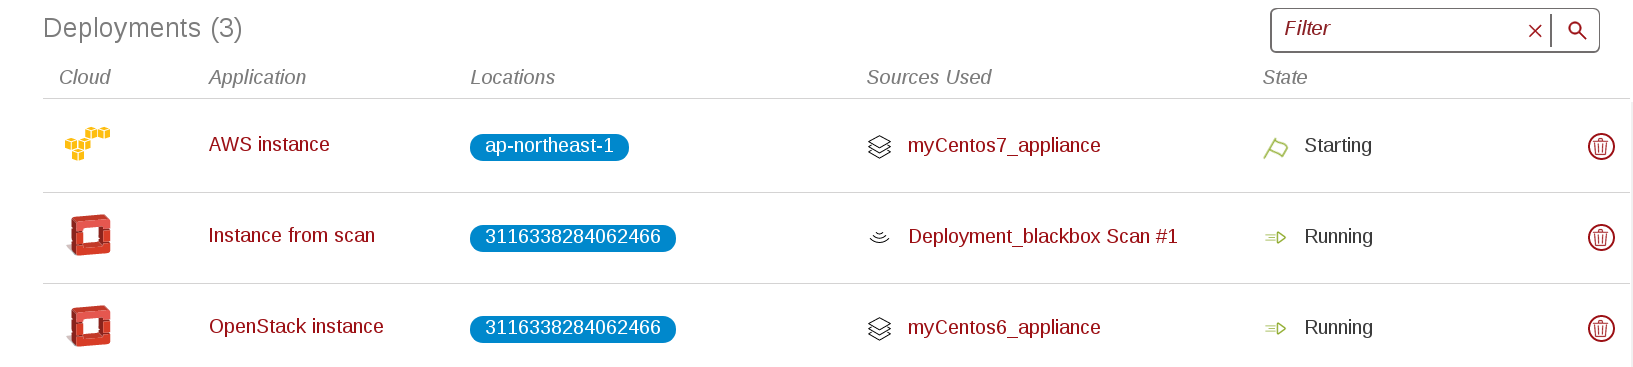 Deployments (3)
Filter
Cloud Application Locations Sources Used State
AWS instance ap-northeast-1 myCentos7_appliance Starting
Instance from scan 3116338284062466 Deployment_blackbox Scan #1 Running
OpenStack instance 3116338284062466 myCentos6_appliance Running